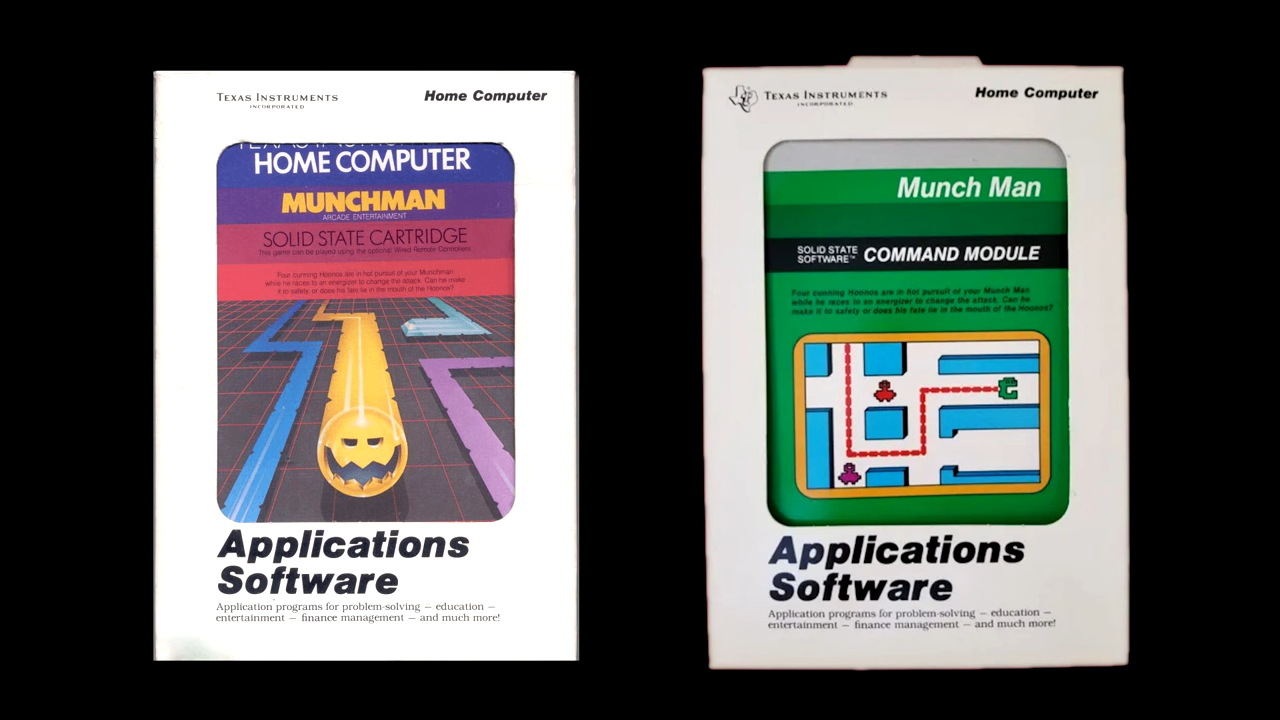 TEXAS INSTRUMENTS
INCORPORATED
Home Computer
TEXAS INSTRUMENTS
HOME COMPUTER
MUNCHMAN
ARCADE ENTERTAINMENT
SOLID STATE CARTRIDGE
This game can be played using the optional Wired Remote Controllers.
Four cunning Hoonos are in hot pursuit of your Munchman
while he races to an energizer to change the attack. Can he make
it to safety, or does his fate lie in the mouth of the Hoonos?
Applications
Software
Application programs for problem-solving — education —
entertainment — finance management — and much more!
TEXAS INSTRUMENTS
INCORPORATED
Home Computer
Munch Man
SOLID STATE
SOFTWARE™
COMMAND MODULE
Four cunning Hoonos are in hot pursuit of your Munch Man
while he races to an energizer to change the attack. Can he
make it to safety or does his fate lie in the mouth of the Hoonos?
Applications
Software
Application programs for problem-solving — education —
entertainment — finance management — and much more!